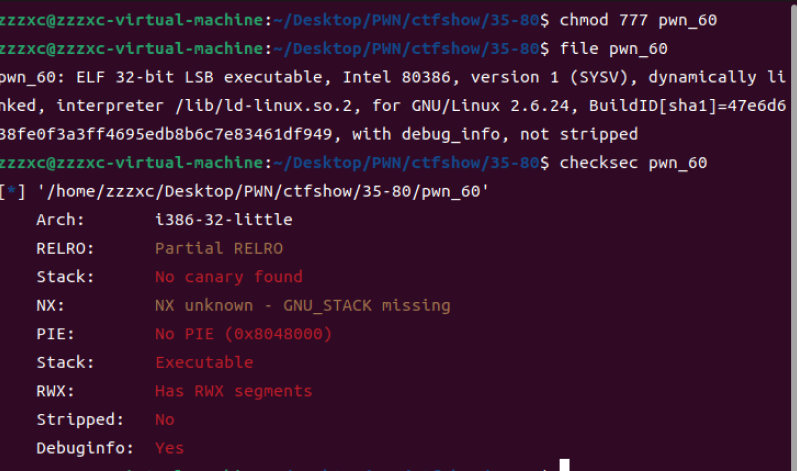 zzzxc@zzzxc-virtual-machine:~/Desktop/PWN/ctfshow/35-80$ chmod 777 pwn_60
zzzxc@zzzxc-virtual-machine:~/Desktop/PWN/ctfshow/35-80$ file pwn_60
pwn_60: ELF 32-bit LSB executable, Intel 80386, version 1 (SYSV), dynamically li
nked, interpreter /lib/ld-linux.so.2, for GNU/Linux 2.6.24, BuildID[sha1]=47e6d6
38fe0f3a3ff4695edb8b6c7e83461df949, with debug_info, not stripped
zzzxc@zzzxc-virtual-machine:~/Desktop/PWN/ctfshow/35-80$ checksec pwn_60
[*] '/home/zzzxc/Desktop/PWN/ctfshow/35-80/pwn_60'
Arch: i386-32-little
RELRO: Partial RELRO
Stack: No canary found
NX: NX unknown - GNU_STACK missing
PIE: No PIE (0x8048000)
Stack: Executable
RWX: Has RWX segments
Stripped: No
Debuginfo: Yes